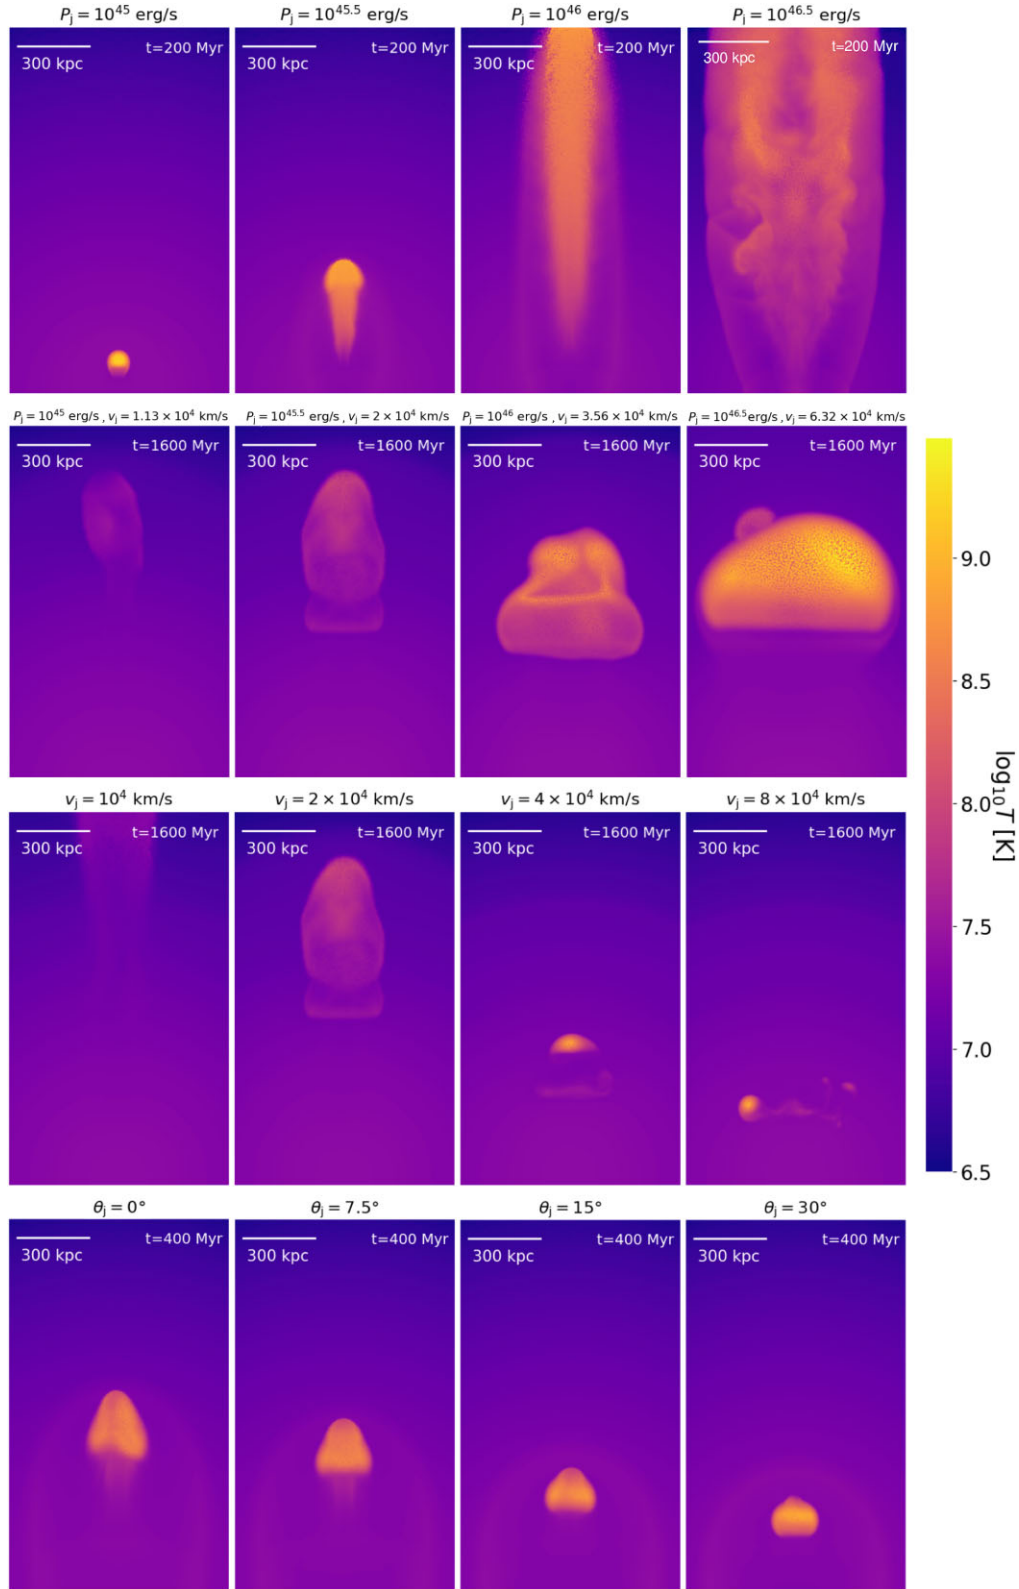 P_j = 10^45 erg/s
P_j = 10^45.5 erg/s
P_j = 10^46 erg/s
P_j = 10^46.5 erg/s
300 kpc
t=200 Myr
300 kpc
t=200 Myr
300 kpc
t=200 Myr
300 kpc
t=200 Myr
P_j = 10^45 erg/s , v_j = 1.13 × 10^4 km/s
P_j = 10^45.5 erg/s , v_j = 2 × 10^4 km/s
P_j = 10^46 erg/s , v_j = 3.56 × 10^4 km/s
P_j = 10^46.5erg/s , v_j = 6.32 × 10^4 km/s
300 kpc
t=1600 Myr
300 kpc
t=1600 Myr
300 kpc
t=1600 Myr
300 kpc
t=1600 Myr
v_j = 10^4 km/s
v_j = 2 × 10^4 km/s
v_j = 4 × 10^4 km/s
v_j = 8 × 10^4 km/s
300 kpc
t=1600 Myr
300 kpc
t=1600 Myr
300 kpc
t=1600 Myr
300 kpc
t=1600 Myr
θ_j = 0°
θ_j = 7.5°
θ_j = 15°
θ_j = 30°
300 kpc
t=400 Myr
300 kpc
t=400 Myr
300 kpc
t=400 Myr
300 kpc
t=400 Myr
9.0
8.5
8.0
7.5
7.0
6.5
log_10 T [K]